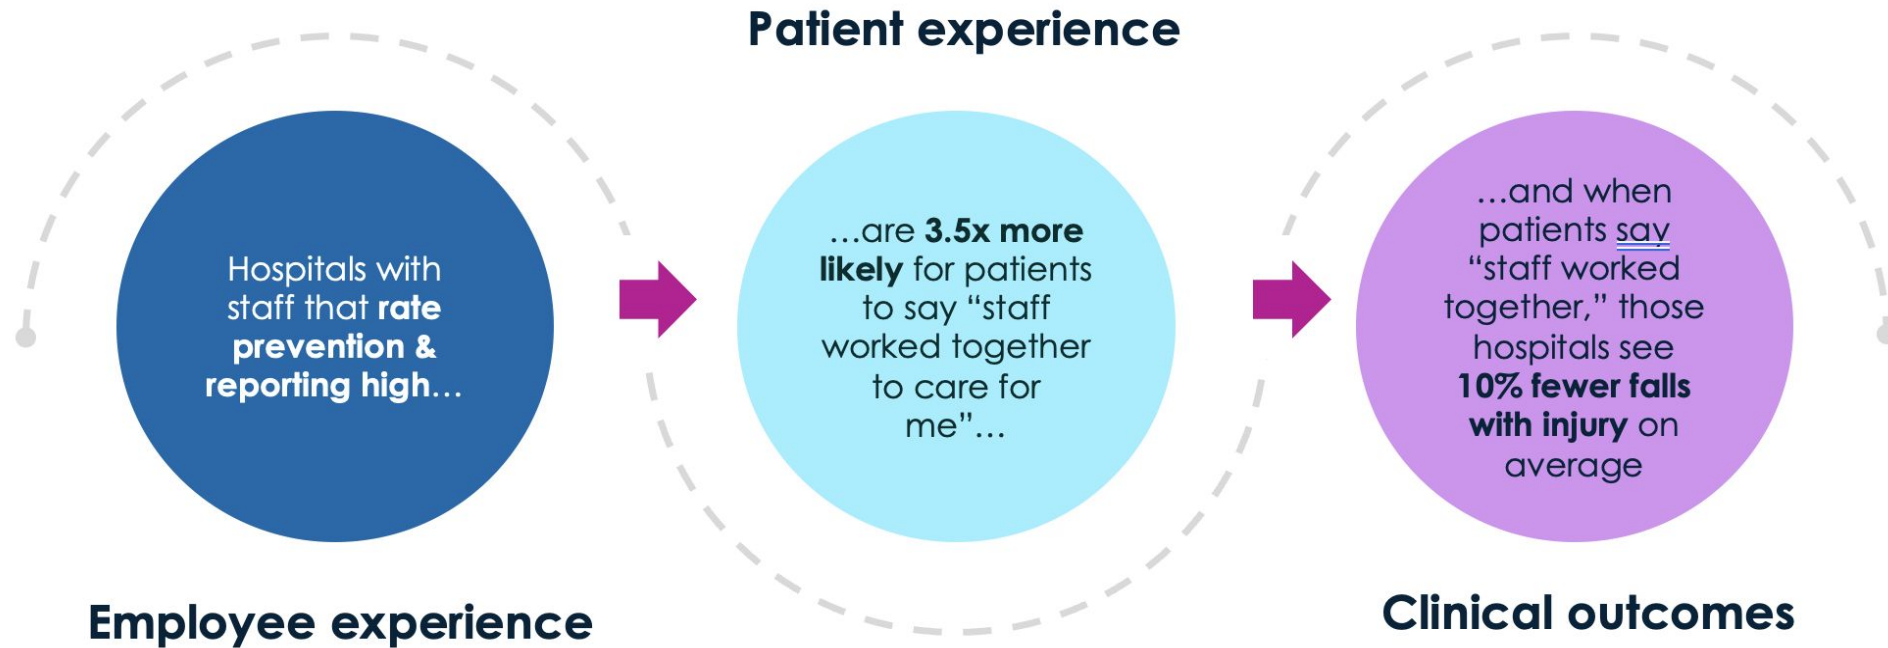 Patient experience
Hospitals with
staff that rate
prevention &
reporting high…
Employee experience
…are 3.5x more
likely for patients
to say “staff
worked together
to care for
me”…
…and when
patients say
“staff worked
together,” those
hospitals see
10% fewer falls
with injury on
average
Clinical outcomes